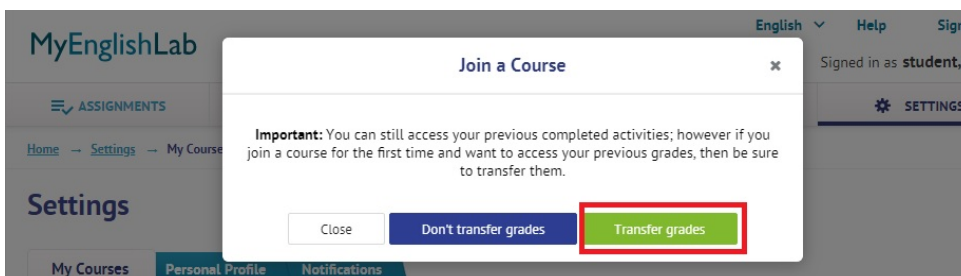 English Help Sign
MyEnglishLab
Join a Course
Signed in as student,
ASSIGNMENTS
SETTINGS
Important: You can still access your previous completed activities; however if you
join a course for the first time and want to access your previous grades, then be sure
to transfer them.
Home → Settings → My Course
Settings
Close Don't transfer grades Transfer grades
My Courses Personal Profile Notifications